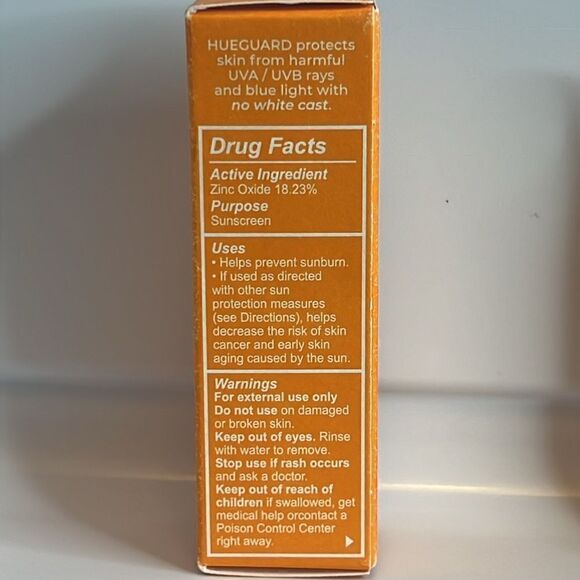 HUEGUARD protects
skin from harmful
UVA / UVB rays
and blue light with
no white cast.
Drug Facts
Active Ingredient
Zinc Oxide 18.23%
Purpose
Sunscreen
Uses
• Helps prevent sunburn.
• If used as directed
with other sun
protection measures
(see Directions), helps
decrease the risk of skin
cancer and early skin
aging caused by the sun.
Warnings
For external use only
Do not use on damaged
or broken skin.
Keep out of eyes. Rinse
with water to remove.
Stop use if rash occurs
and ask a doctor.
Keep out of reach of
children if swallowed, get
medical help orcontact a
Poison Control Center
right away.